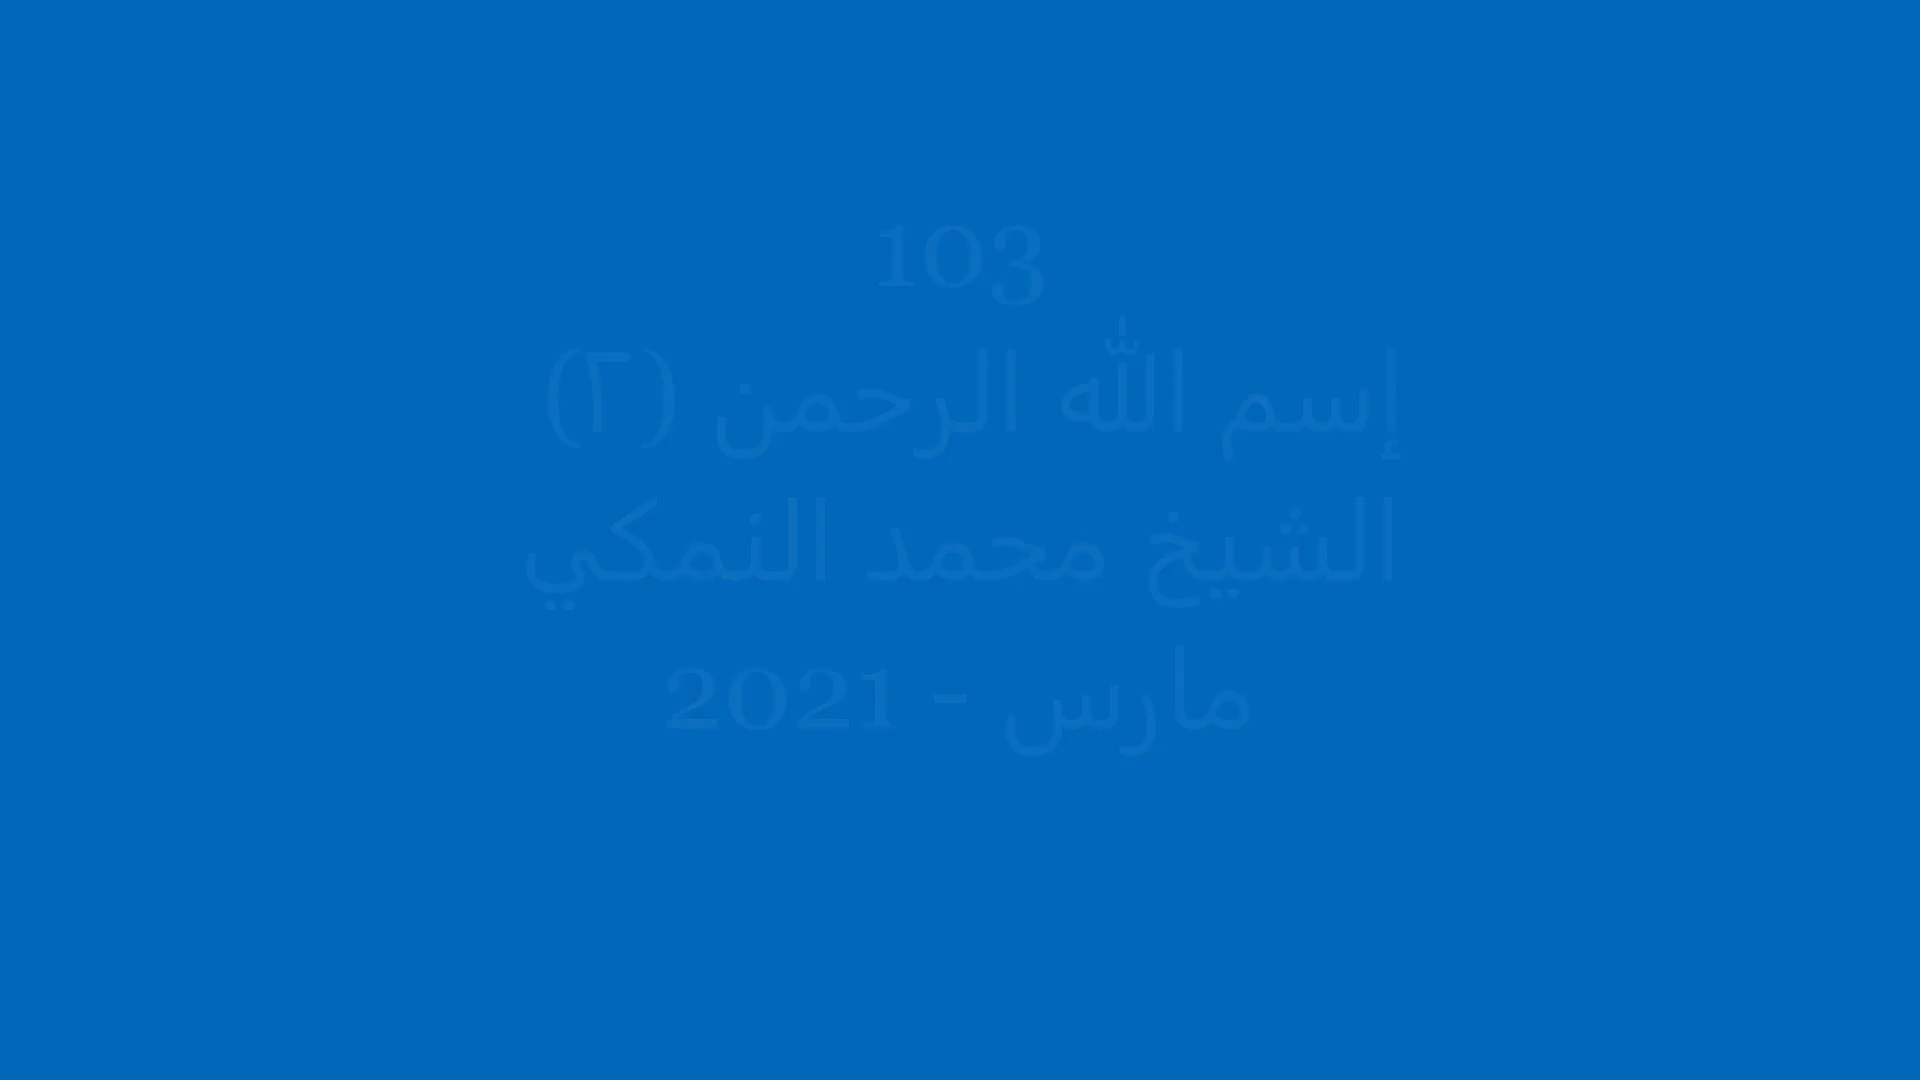 103
إسم الله الرحمن (٢)
الشيخ محمد النمكي
مارس - 2021